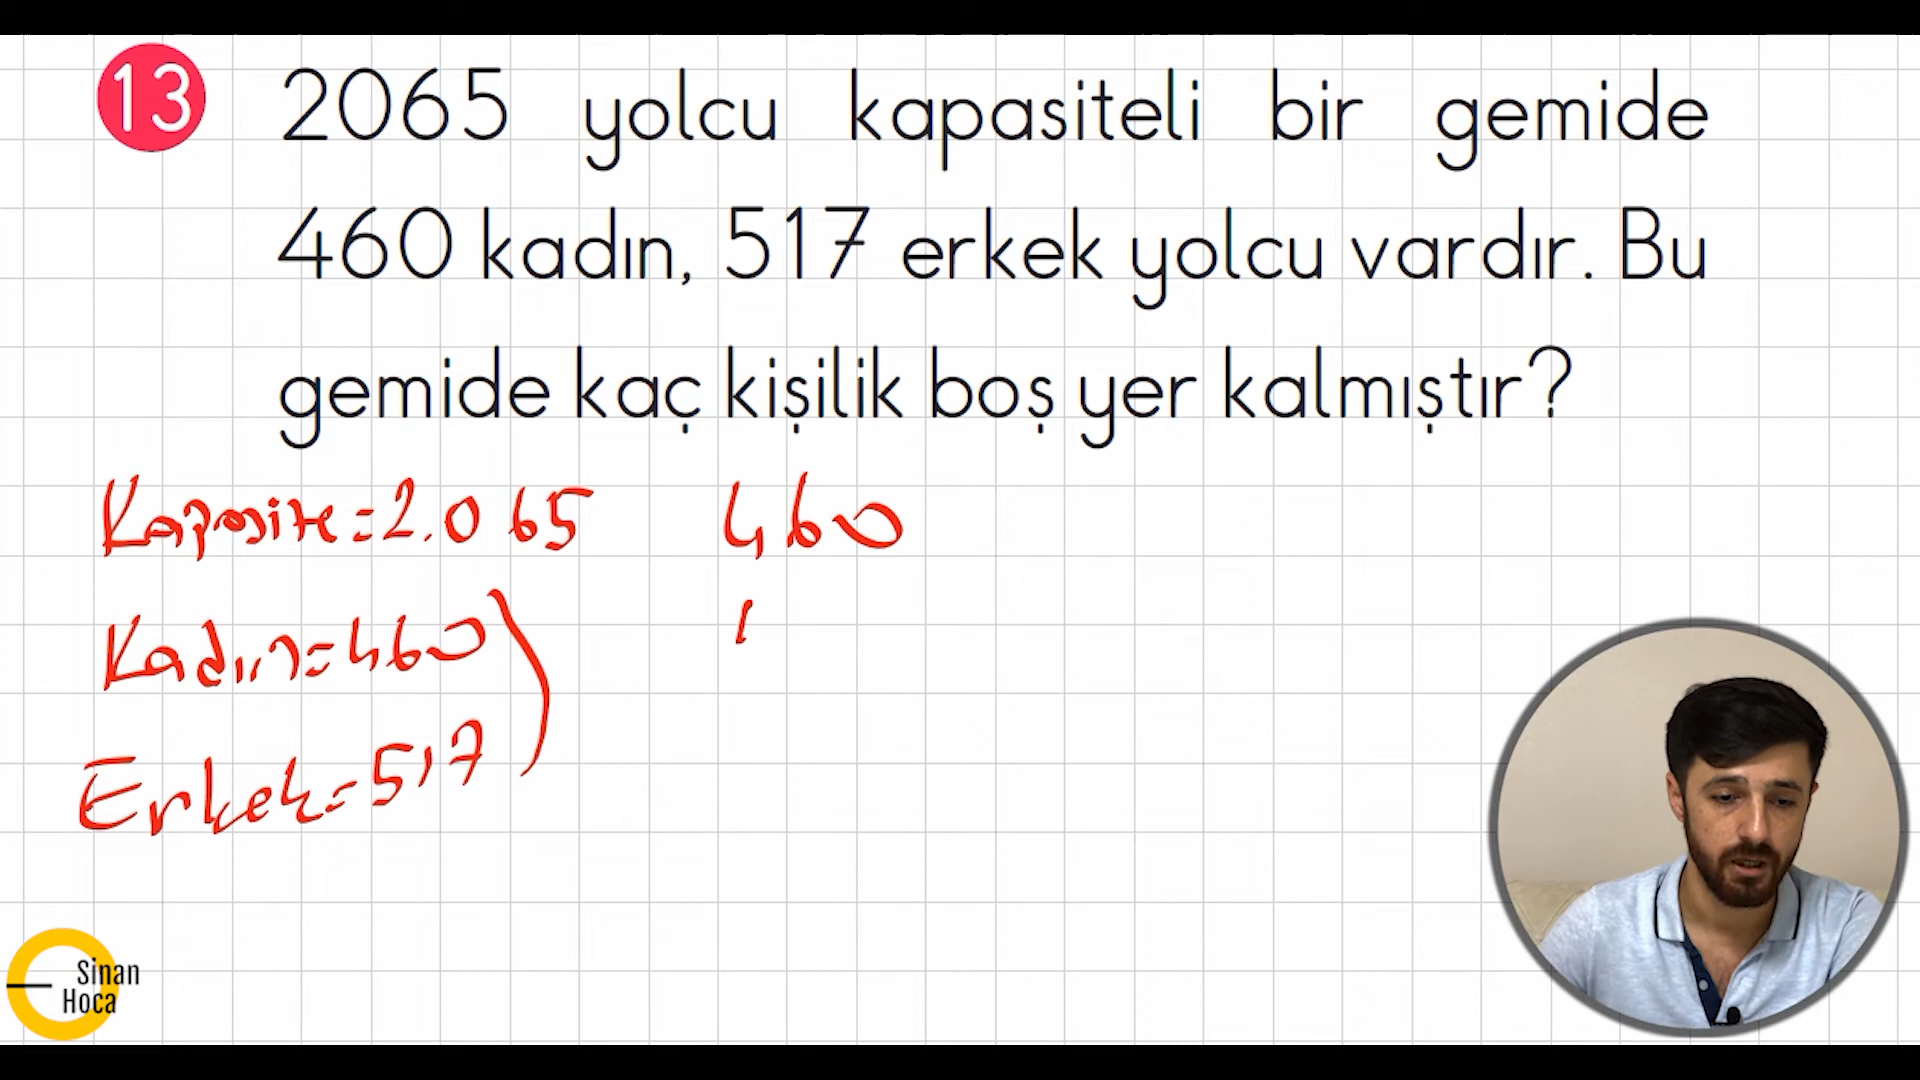 13 2065 yolcu kapasiteli bir gemide
460 kadın, 517 erkek yolcu vardır. Bu
gemide kaç kişilik boş yer kalmıştır?
Kapasite=2.065 460
Kadın=460
Erkek=517
Sinan
Hoca